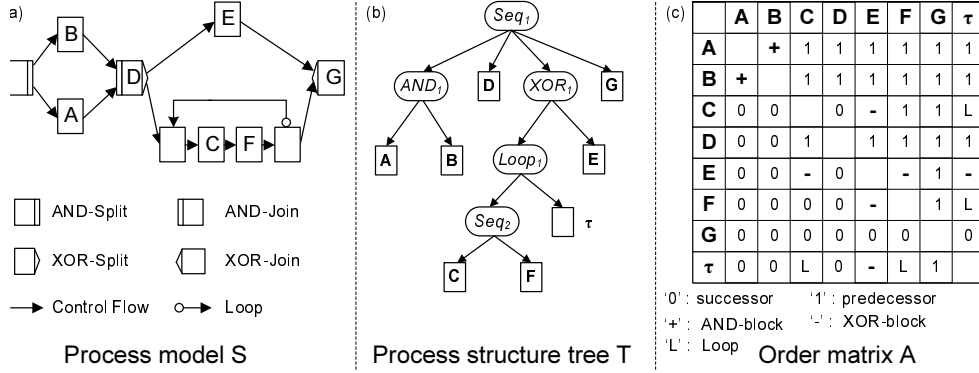 a)
E
B
D
G
A
C F
AND-Split
AND-Join
XOR-Split
XOR-Join
Control Flow
Loop
Process model S
(b)
Seq1
AND1
D
XOR1
G
A
B
Loop1
E
Seq2
τ
C
F
Process structure tree T
(c)
A B C D E F G τ
A + 1 1 1 1 1 1
B + 1 1 1 1 1 1
C 0 0 0 - 1 1 L
D 0 0 1 1 1 1 1
E 0 0 - 0 - 1 -
F 0 0 0 0 - 1 L
G 0 0 0 0 0 0 0
τ 0 0 L 0 - L 1
'0' : successor '1' : predecessor
'+' : AND-block '-' : XOR-block
'L' : Loop
Order matrix A